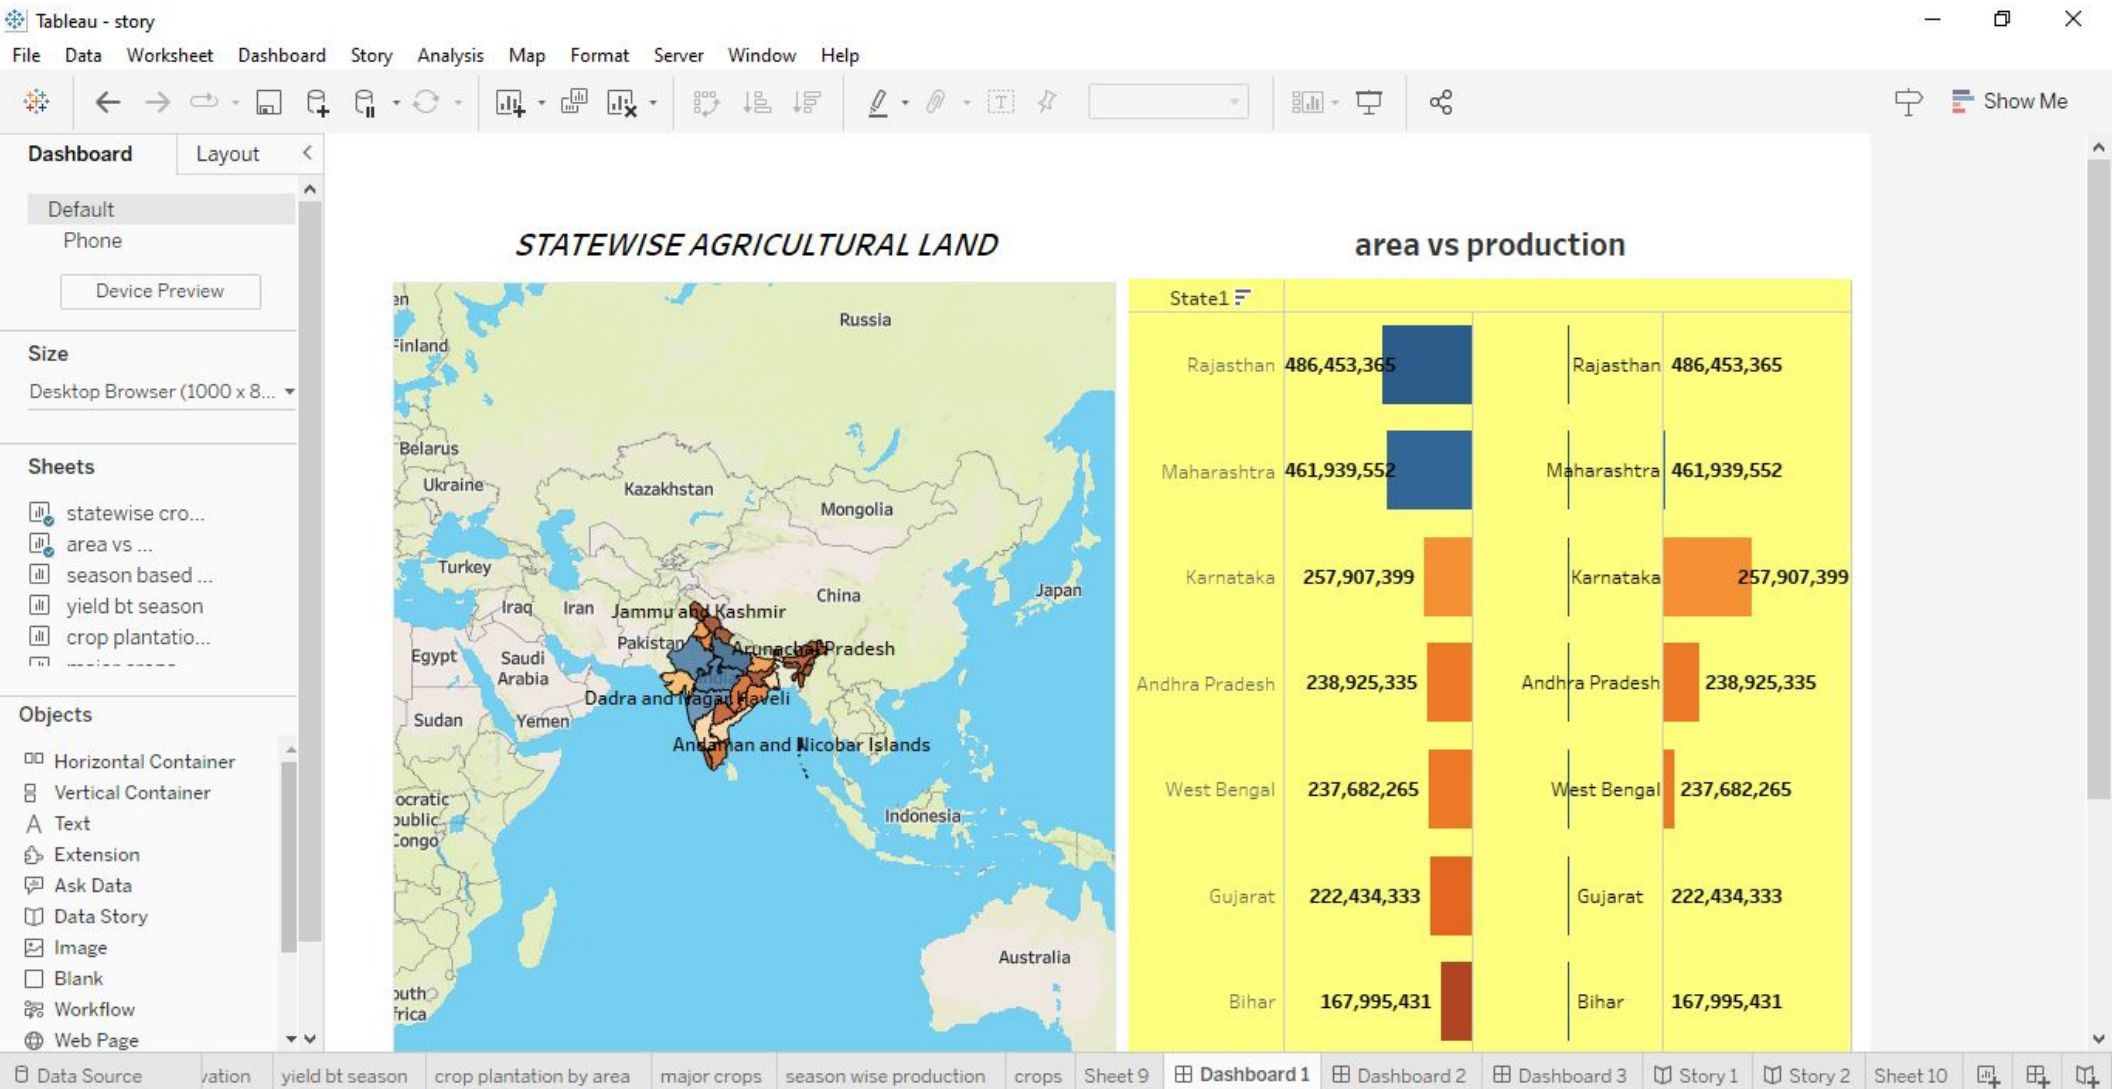 Tableau - story
File Data Worksheet Dashboard Story Analysis Map Format Server Window Help
Show Me
Dashboard Layout
Default
Phone
Device Preview
Size
Desktop Browser (1000 x 8...
Sheets
statewise cro...
area vs ...
season based ...
yield bt season
crop plantatio...
Objects
Horizontal Container
Vertical Container
Text
Extension
Ask Data
Data Story
Image
Blank
Workflow
Web Page
STATEWISE AGRICULTURAL LAND
en
Russia
Finland
Belarus
Ukraine
Kazakhstan
Mongolia
Turkey
Japan
China
Iraq Iran Jammu and Kashmir
Pakistan
Arunachal Pradesh
Egypt Saudi
Arabia
India
Dadra and Nagar Haveli
Sudan Yemen
Andaman and Nicobar Islands
ocratic
public
Congo
Indonesia
Australia
outh
frica
area vs production
State1
Rajasthan 486,453,365 Rajasthan 486,453,365
Maharashtra 461,939,552 Maharashtra 461,939,552
Karnataka 257,907,399 Karnataka 257,907,399
Andhra Pradesh 238,925,335 Andhra Pradesh 238,925,335
West Bengal 237,682,265 West Bengal 237,682,265
Gujarat 222,434,333 Gujarat 222,434,333
Bihar 167,995,431 Bihar 167,995,431
Data Source vation yield bt season crop plantation by area major crops season wise production crops Sheet 9 Dashboard 1 Dashboard 2 Dashboard 3 Story 1 Story 2 Sheet 10